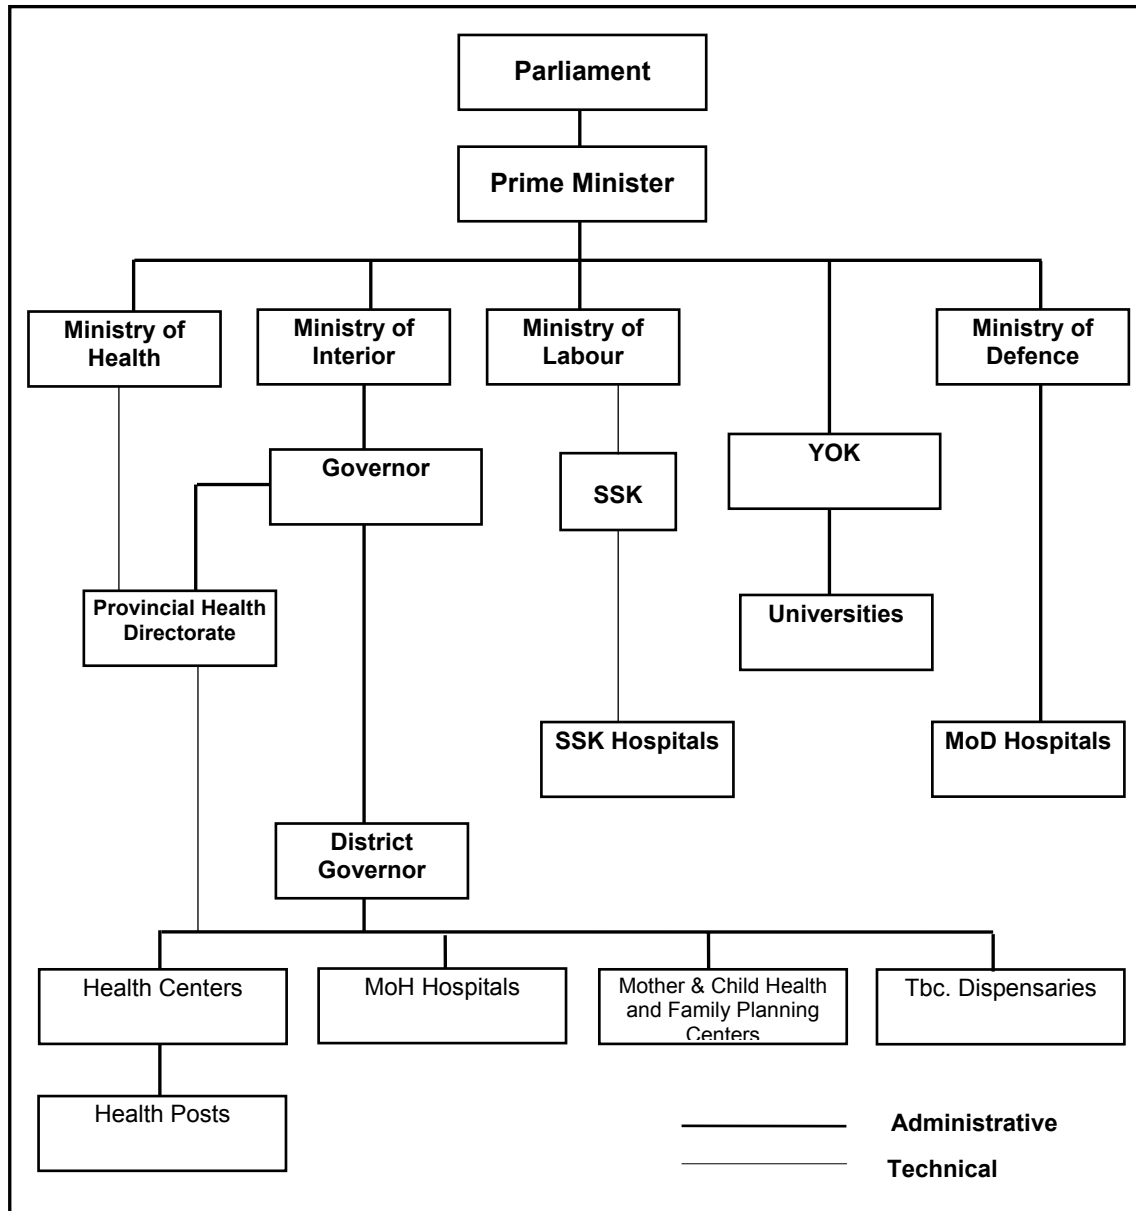 Parliament
Prime Minister
Ministry of
Health
Ministry of
Interior
Ministry of
Labour
Ministry of
Defence
Governor
SSK
YOK
Provincial Health
Directorate
Universities
SSK Hospitals
MoD Hospitals
District
Governor
Health Centers
MoH Hospitals
Mother & Child Health
and Family Planning
Centers
Tbc. Dispensaries
Health Posts
Administrative
Technical